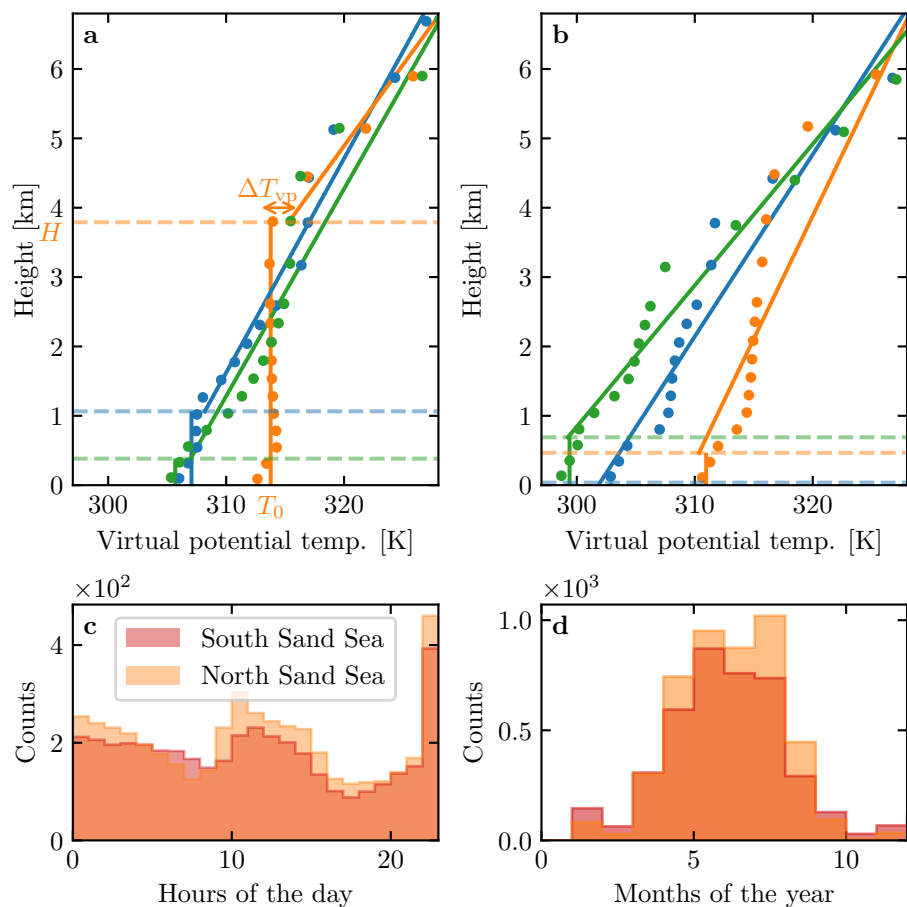 a
b
6
5
4
3
2
1
0
Height [km]
ΔT_vp
H
T_0
300
310
320
Virtual potential temp. [K]
6
5
4
3
2
1
0
Height [km]
300
310
320
Virtual potential temp. [K]
×10^2
c
South Sand Sea
North Sand Sea
4
2
0
Counts
0
10
20
Hours of the day
×10^3
d
1.0
0.5
0.0
Counts
0
5
10
Months of the year